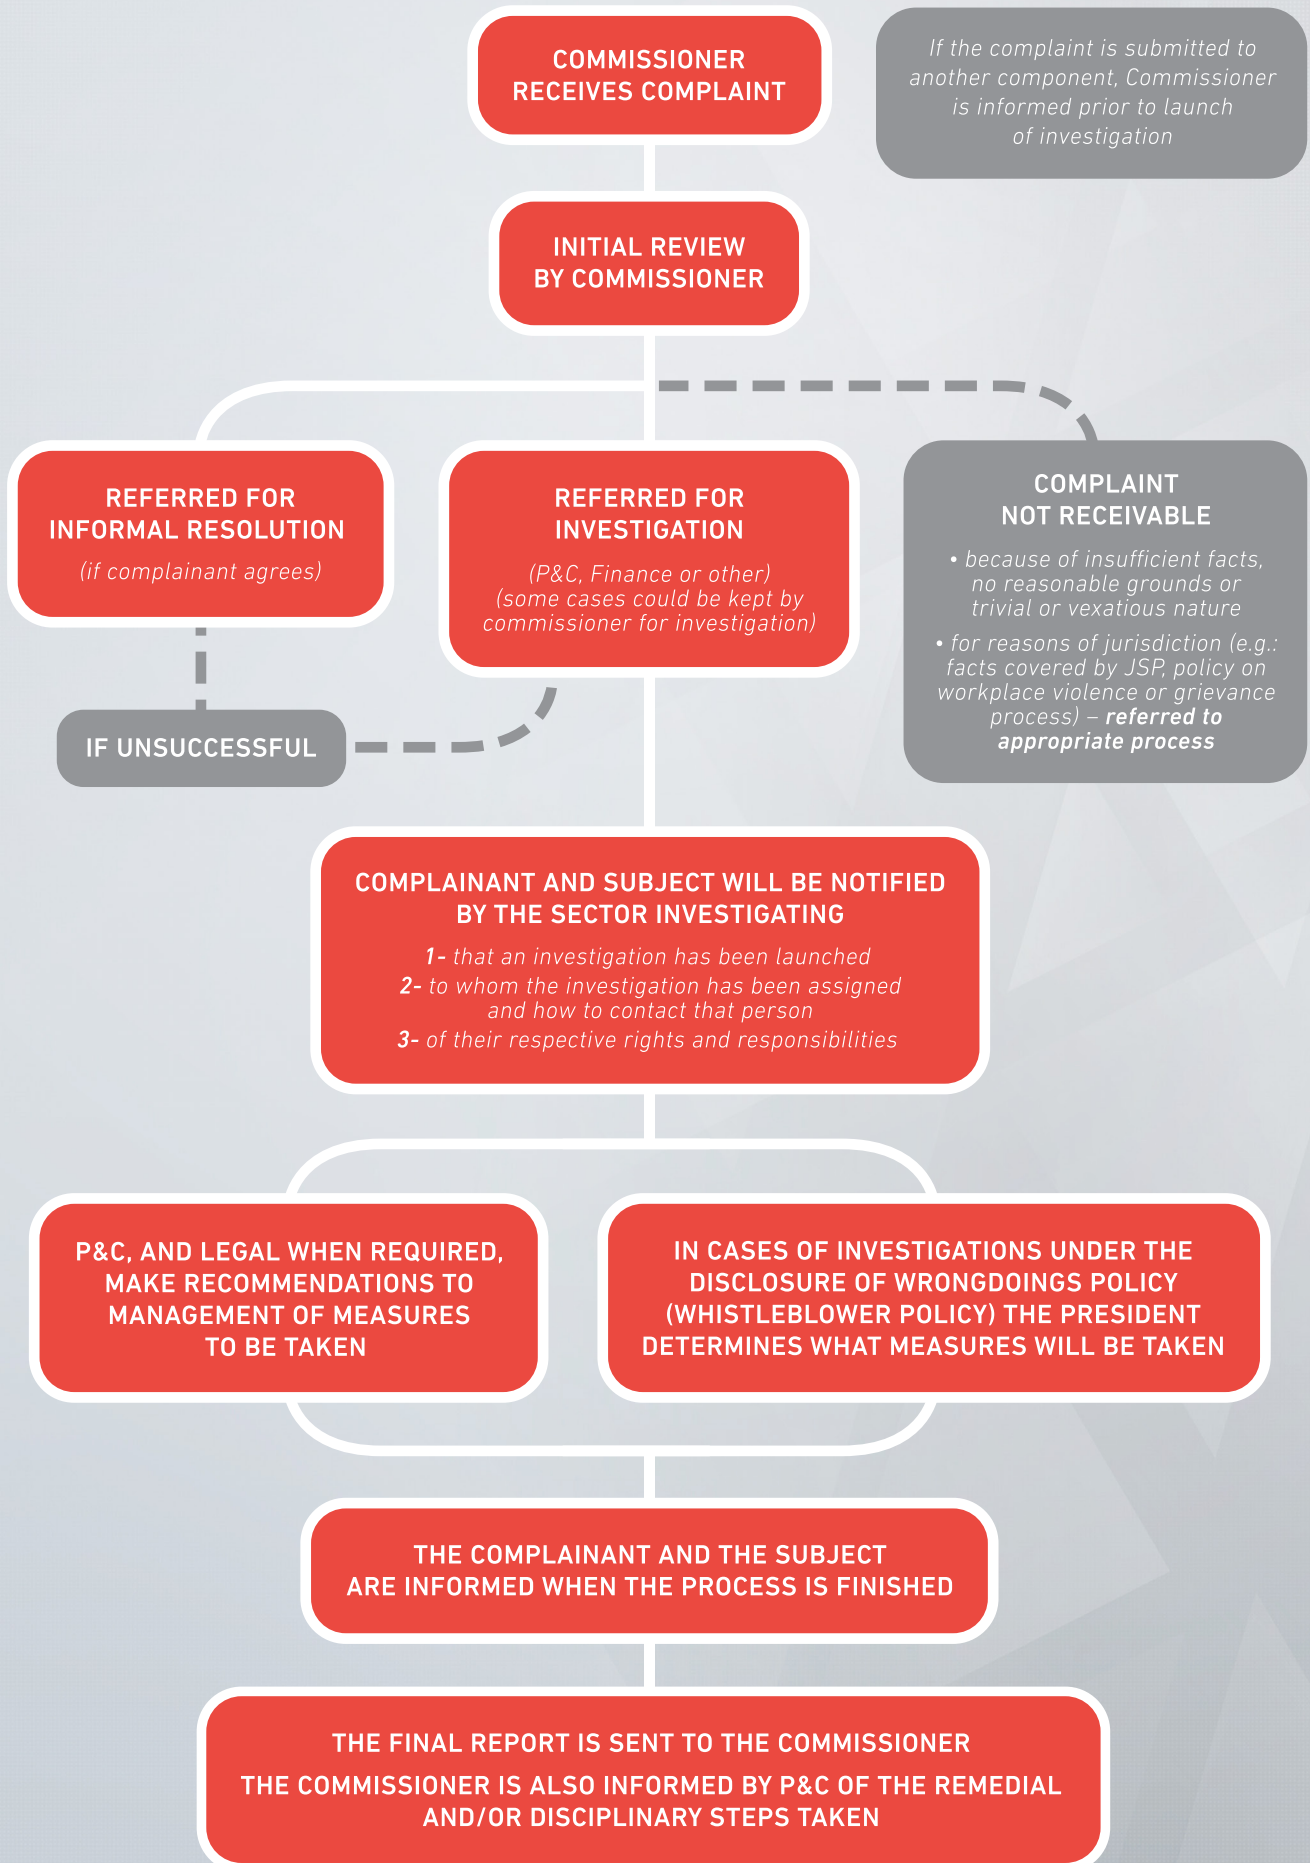 COMMISSIONER
RECEIVES COMPLAINT
If the complaint is submitted to
another component, Commissioner
is informed prior to launch
of investigation
INITIAL REVIEW
BY COMMISSIONER
REFERRED FOR
INFORMAL RESOLUTION
(if complainant agrees)
REFERRED FOR
INVESTIGATION
(P&C, Finance or other)
(some cases could be kept by
commissioner for investigation)
COMPLAINT
NOT RECEIVABLE
• because of insufficient facts,
no reasonable grounds or
trivial or vexatious nature
• for reasons of jurisdiction (e.g.:
facts covered by JSP, policy on
workplace violence or grievance
process) – referred to
appropriate process
IF UNSUCCESSFUL
COMPLAINANT AND SUBJECT WILL BE NOTIFIED
BY THE SECTOR INVESTIGATING
1- that an investigation has been launched
2- to whom the investigation has been assigned
and how to contact that person
3- of their respective rights and responsibilities
P&C, AND LEGAL WHEN REQUIRED,
MAKE RECOMMENDATIONS TO
MANAGEMENT OF MEASURES
TO BE TAKEN
IN CASES OF INVESTIGATIONS UNDER THE
DISCLOSURE OF WRONGDOINGS POLICY
(WHISTLEBLOWER POLICY) THE PRESIDENT
DETERMINES WHAT MEASURES WILL BE TAKEN
THE COMPLAINANT AND THE SUBJECT
ARE INFORMED WHEN THE PROCESS IS FINISHED
THE FINAL REPORT IS SENT TO THE COMMISSIONER
THE COMMISSIONER IS ALSO INFORMED BY P&C OF THE REMEDIAL
AND/OR DISCIPLINARY STEPS TAKEN